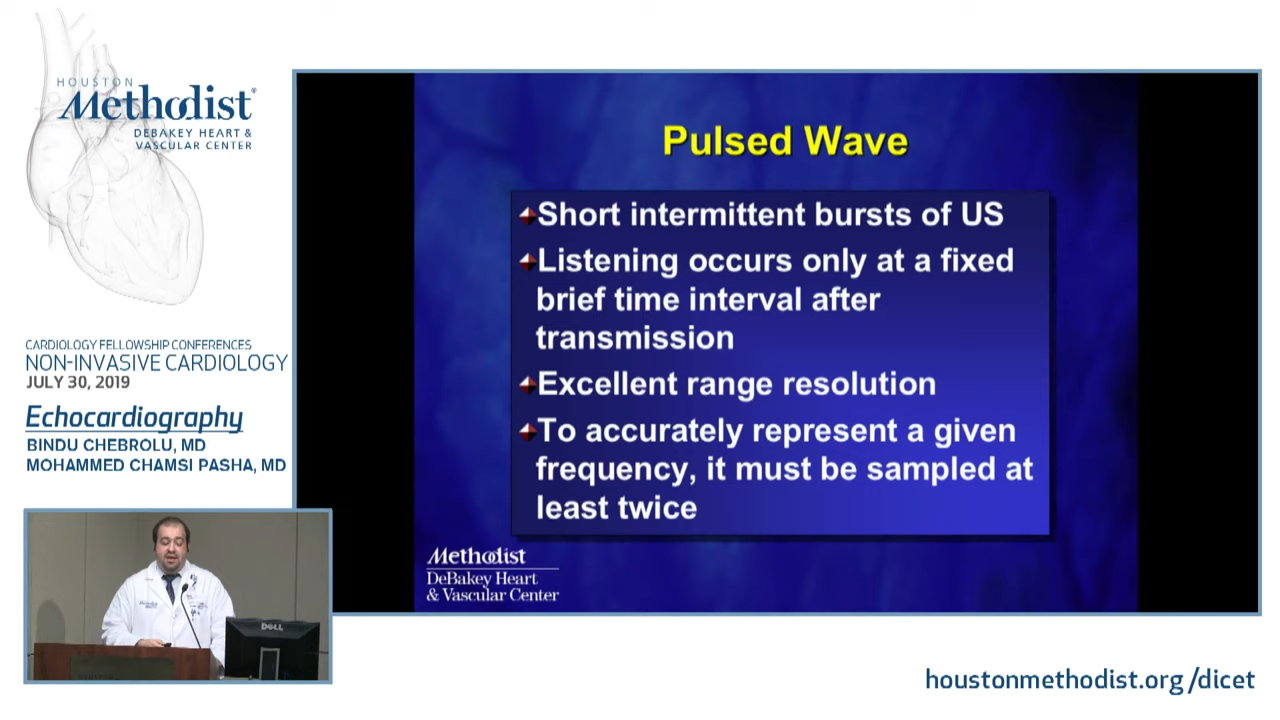 HOUSTON
Methodist®
DEBAKEY HEART &
VASCULAR CENTER
CARDIOLOGY FELLOWSHIP CONFERENCES
NON-INVASIVE CARDIOLOGY
JULY 30, 2019
Echocardiography
BINDU CHEBROLU, MD
MOHAMMED CHAMSI PASHA, MD
Pulsed Wave
Short intermittent bursts of US
Listening occurs only at a fixed
brief time interval after
transmission
Excellent range resolution
To accurately represent a given
frequency, it must be sampled at
least twice
Methodist
DeBakey Heart
& Vascular Center
DELL
houstonmethodist.org/dicet